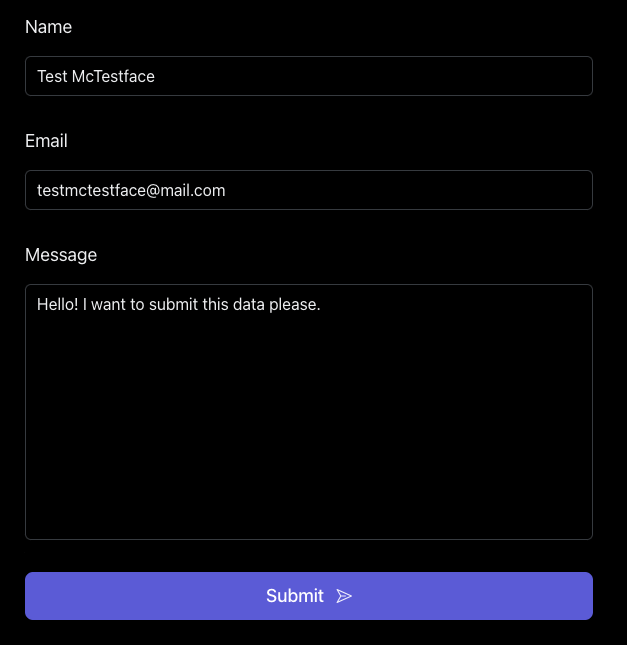 Name
Test McTestface
Email
testmctestface@mail.com
Message
Hello! I want to submit this data please.
Submit